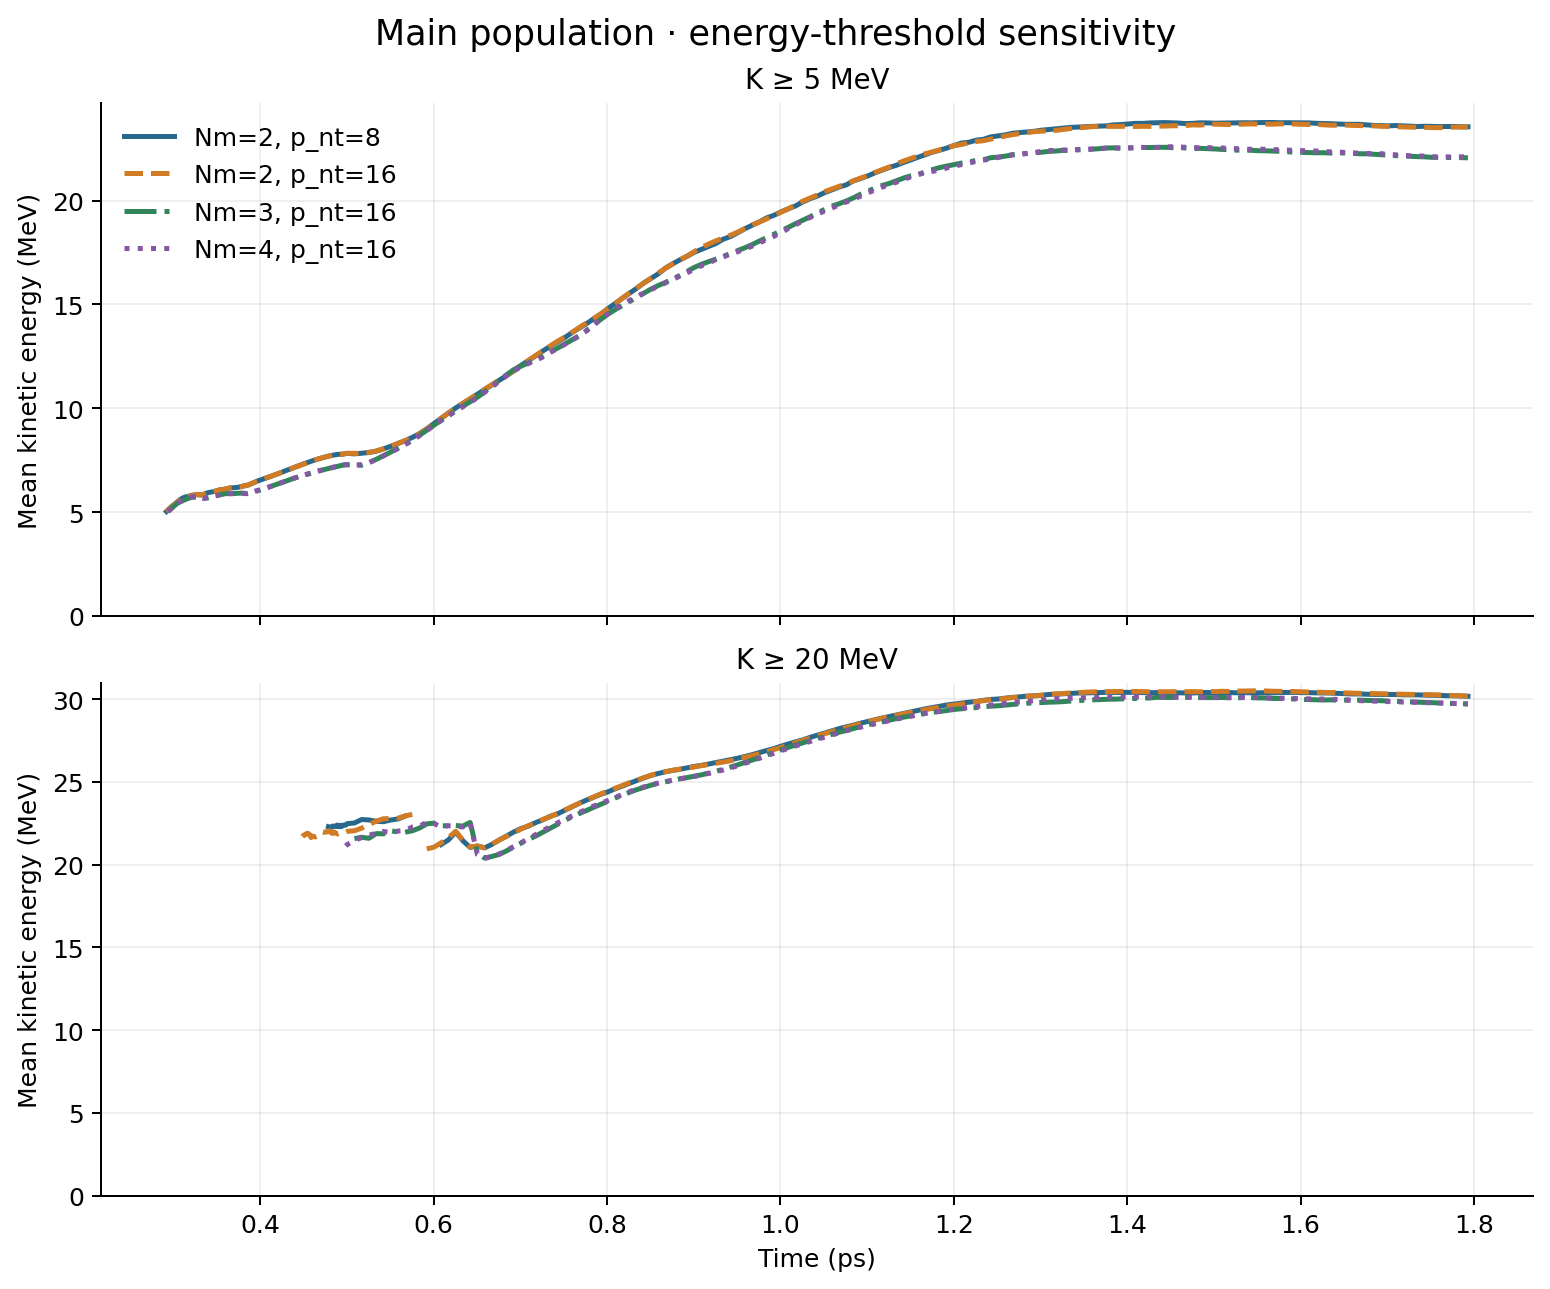 Main population · energy-threshold sensitivity
K ≥ 5 MeV
Nm=2, p_nt=8
Nm=2, p_nt=16
Nm=3, p_nt=16
Nm=4, p_nt=16
Mean kinetic energy (MeV)
20
15
10
5
0
K ≥ 20 MeV
Mean kinetic energy (MeV)
30
25
20
15
10
5
0
0.4 0.6 0.8 1.0 1.2 1.4 1.6 1.8
Time (ps)